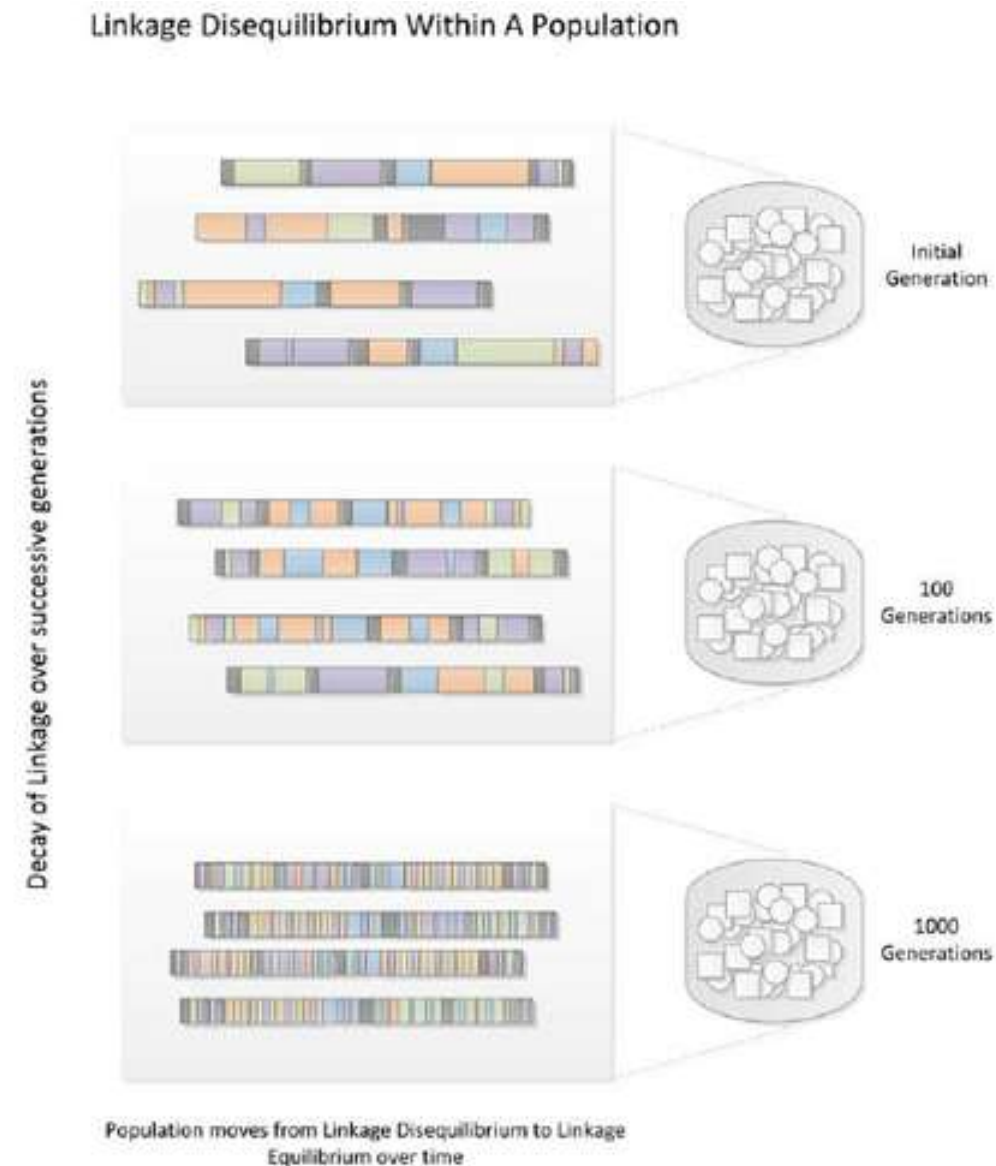 Linkage Disequilibrium Within A Population
Initial
Generation
Decay of Linkage over successive generations
100
Generations
1000
Generations
Population moves from Linkage Disequilibrium to Linkage
Equilibrium over time